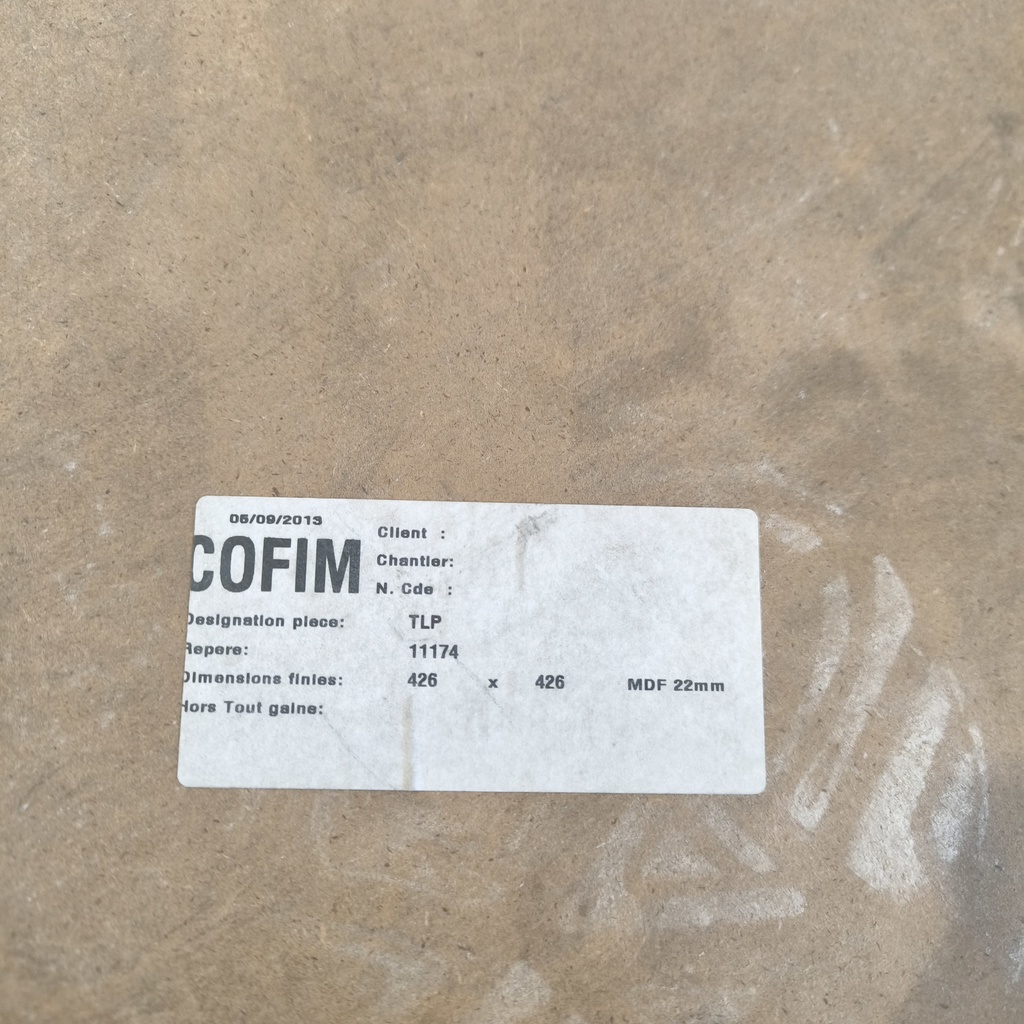 05/09/2013
COFIM
Client :
Chantier:
N. Cde :
Designation piece: TLP
Repere: 11174
Dimensions finies: 426 x 426 MDF 22mm
Hors Tout gaine: